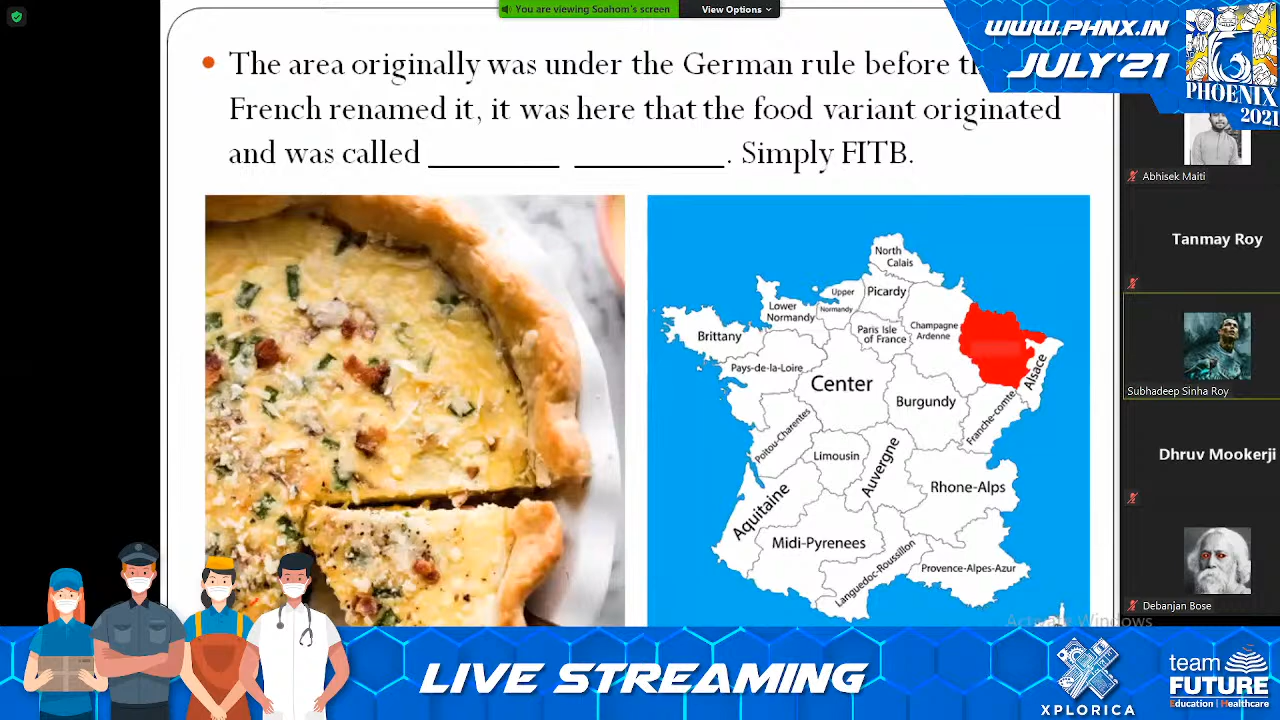 You are viewing Soahom's screen
View Options
WWW.PHNX.IN
JULY'21
PHOENIX
2021
The area originally was under the German rule before
French renamed it, it was here that the food variant originated
and was called ________ _________. Simply FITB.
North
Calais
Picardy
Upper
Normandy
Lower
Normandy
Paris Isle
of France
Champagne
Ardenne
Brittany
Alsace
Pays-de-la-Loire
Center
Burgundy
Franche-comte
Poitou-Charentes
Limousin
Auvergne
Rhone-Alps
Aquitaine
Midi-Pyrenees
Languedoc-Roussillon
Provence-Alpes-Azur
Abhisek Maiti
Tanmay Roy
Subhadeep Sinha Roy
Dhruv Mookerji
Debanjan Bose
Activate Windows
LIVE STREAMING
XPLORICA
team
FUTURE
Education | Healthcare